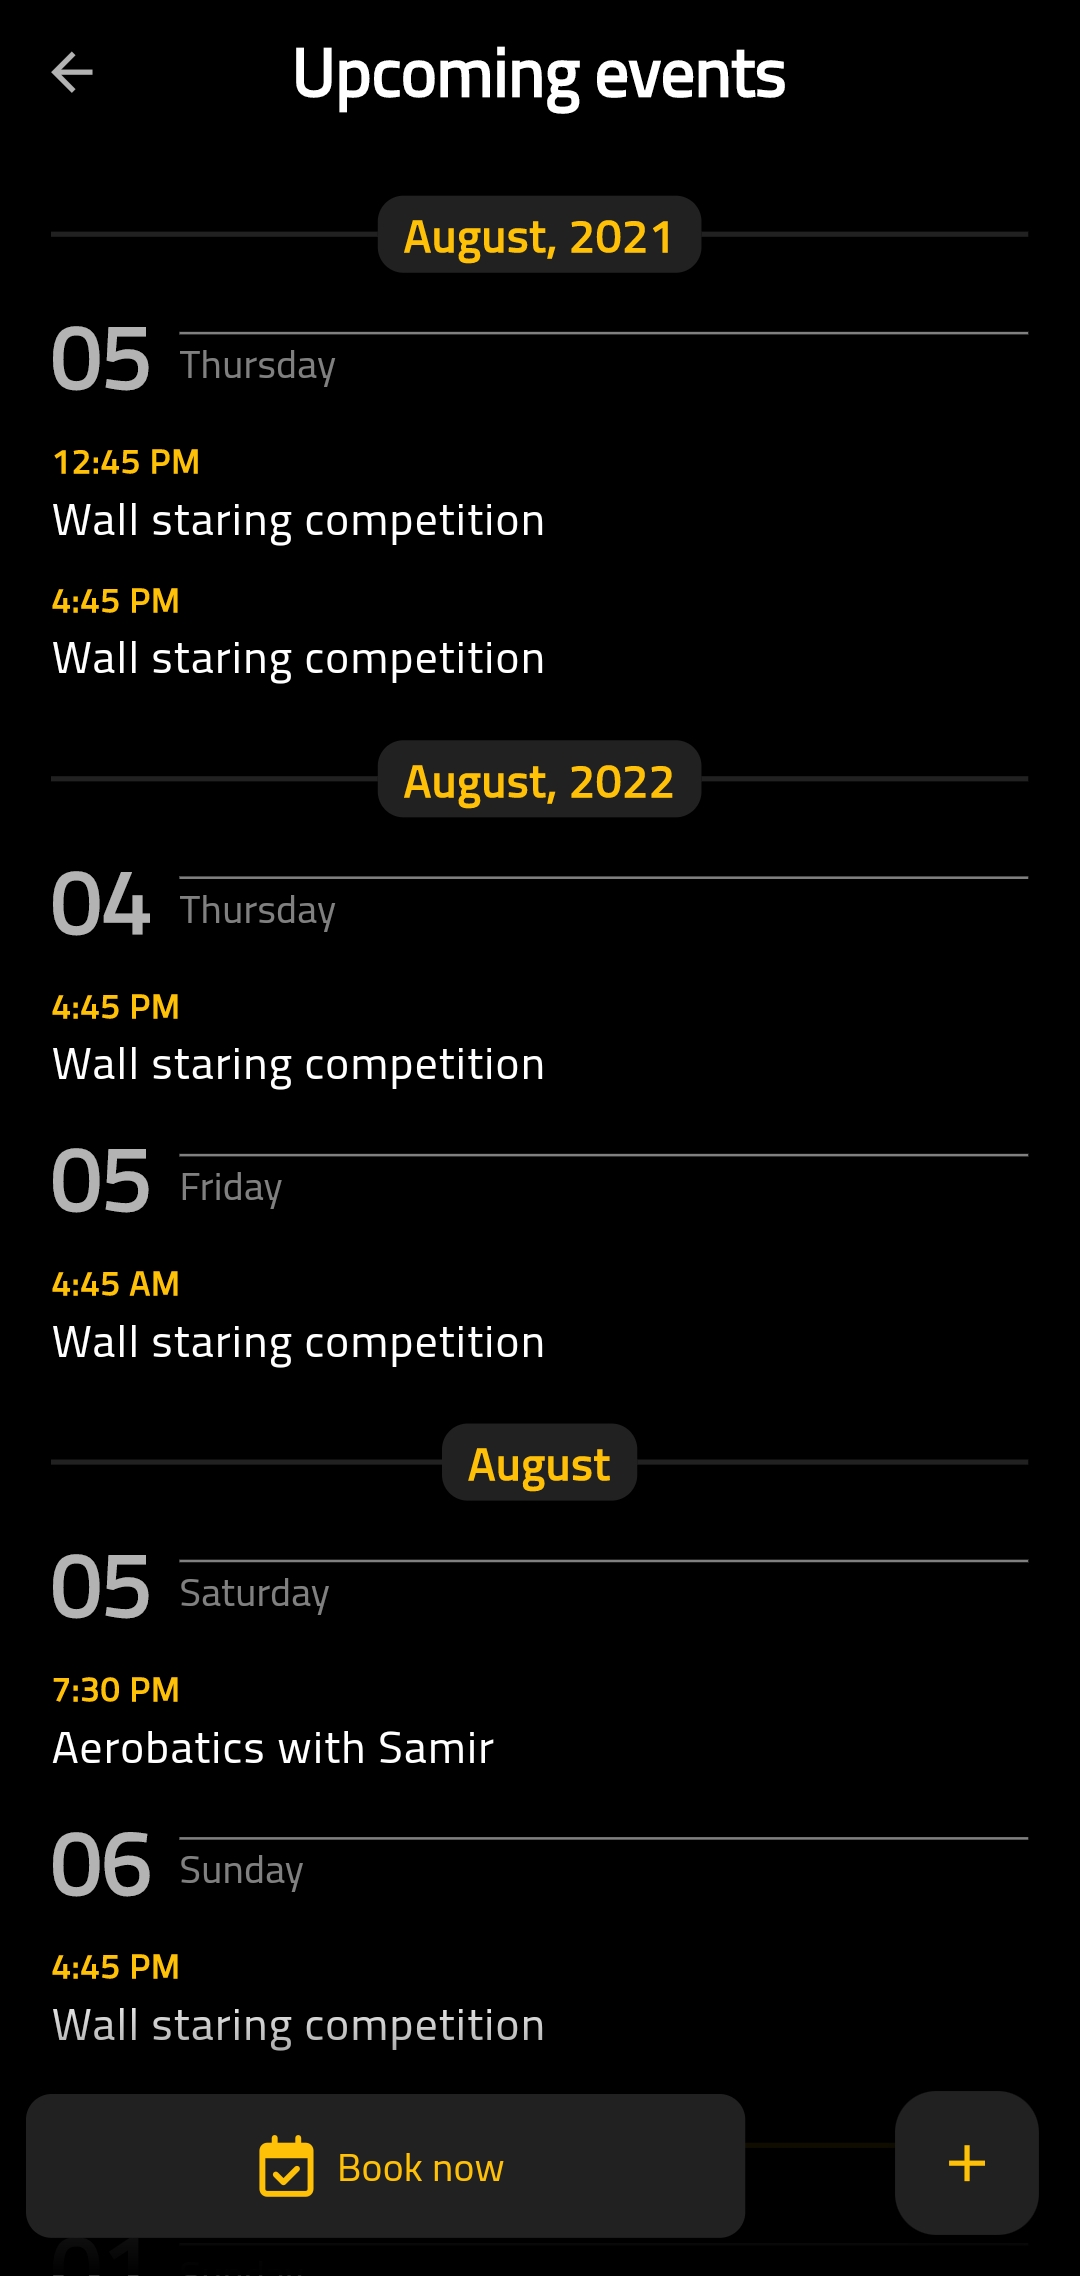 Upcoming events
August, 2021
05 Thursday
12:45 PM
Wall staring competition
4:45 PM
Wall staring competition
August, 2022
04 Thursday
4:45 PM
Wall staring competition
05 Friday
4:45 AM
Wall staring competition
August
05 Saturday
7:30 PM
Aerobatics with Samir
06 Sunday
4:45 PM
Wall staring competition
Book now
01